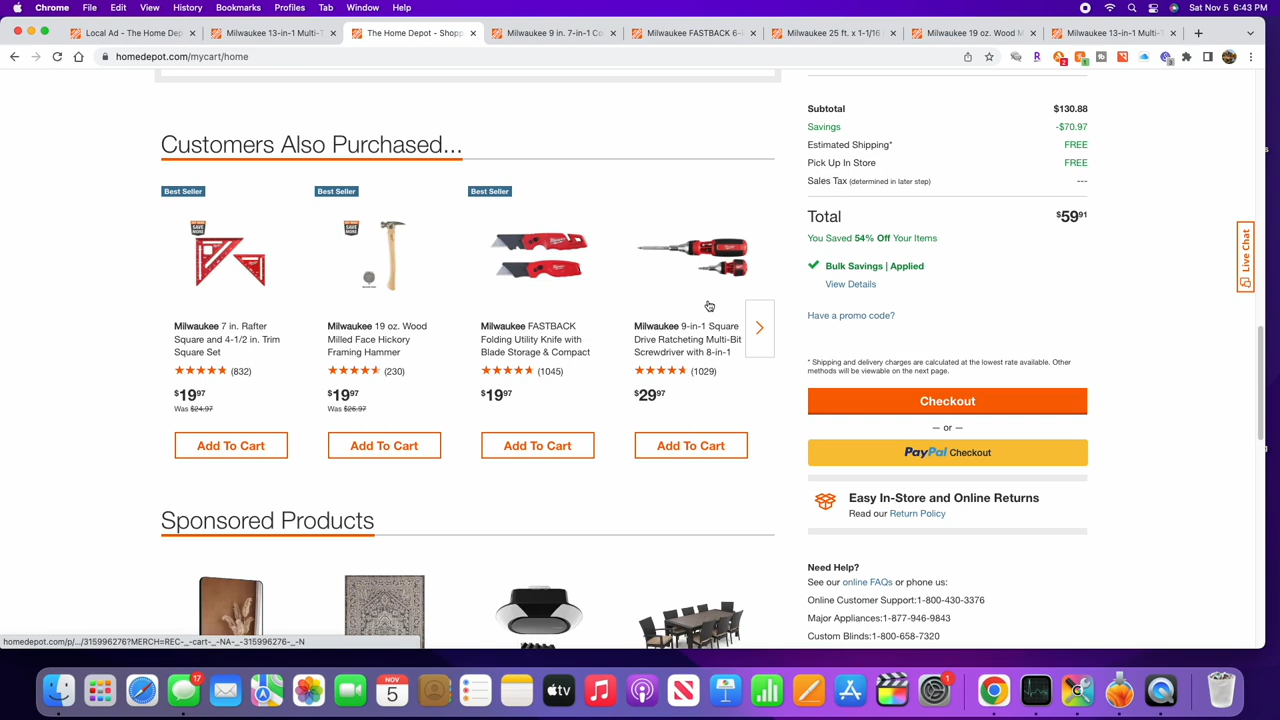 Chrome File Edit View History Bookmarks Profiles Tab Window Help Sat Nov 5 6:43 PM
Local Ad - The Home Dep Milwaukee 13-in-1 Multi-T The Home Depot - Shopp Milwaukee 9 in. 7-in-1 Co Milwaukee FASTBACK 6- Milwaukee 25 ft. x 1-1/16 Milwaukee 19 oz. Wood M Milwaukee 13-in-1 Multi-T
homedepot.com/mycart/home
Customers Also Purchased...
Best Seller Best Seller Best Seller
Milwaukee 7 in. Rafter
Square and 4-1/2 in. Trim
Square Set
(832)
$19⁹⁷
Was $24.97
Add To Cart
Milwaukee 19 oz. Wood
Milled Face Hickory
Framing Hammer
(230)
$19⁹⁷
Was $26.97
Add To Cart
Milwaukee FASTBACK
Folding Utility Knife with
Blade Storage & Compact
(1045)
$19⁹⁷
Add To Cart
Milwaukee 9-in-1 Square
Drive Ratcheting Multi-Bit
Screwdriver with 8-in-1
(1029)
$29⁹⁷
Add To Cart
Sponsored Products
Subtotal $130.88
Savings -$70.97
Estimated Shipping* FREE
Pick Up In Store FREE
Sales Tax (determined in later step) ---
Total $59⁹¹
You Saved 54% Off Your Items
Bulk Savings | Applied
View Details
Have a promo code?
* Shipping and delivery charges are calculated at the lowest rate available. Other
methods will be viewable on the next page.
Checkout
— or —
PayPal Checkout
Easy In-Store and Online Returns
Read our Return Policy
Need Help?
See our online FAQs or phone us:
Online Customer Support:1-800-430-3376
Major Appliances:1-877-946-9843
Custom Blinds:1-800-658-7320
Live Chat
homedepot.com/p/.../315996276?MERCH=REC-_-cart-_-NA-_-315996276-_-N
17
NOV
5
1